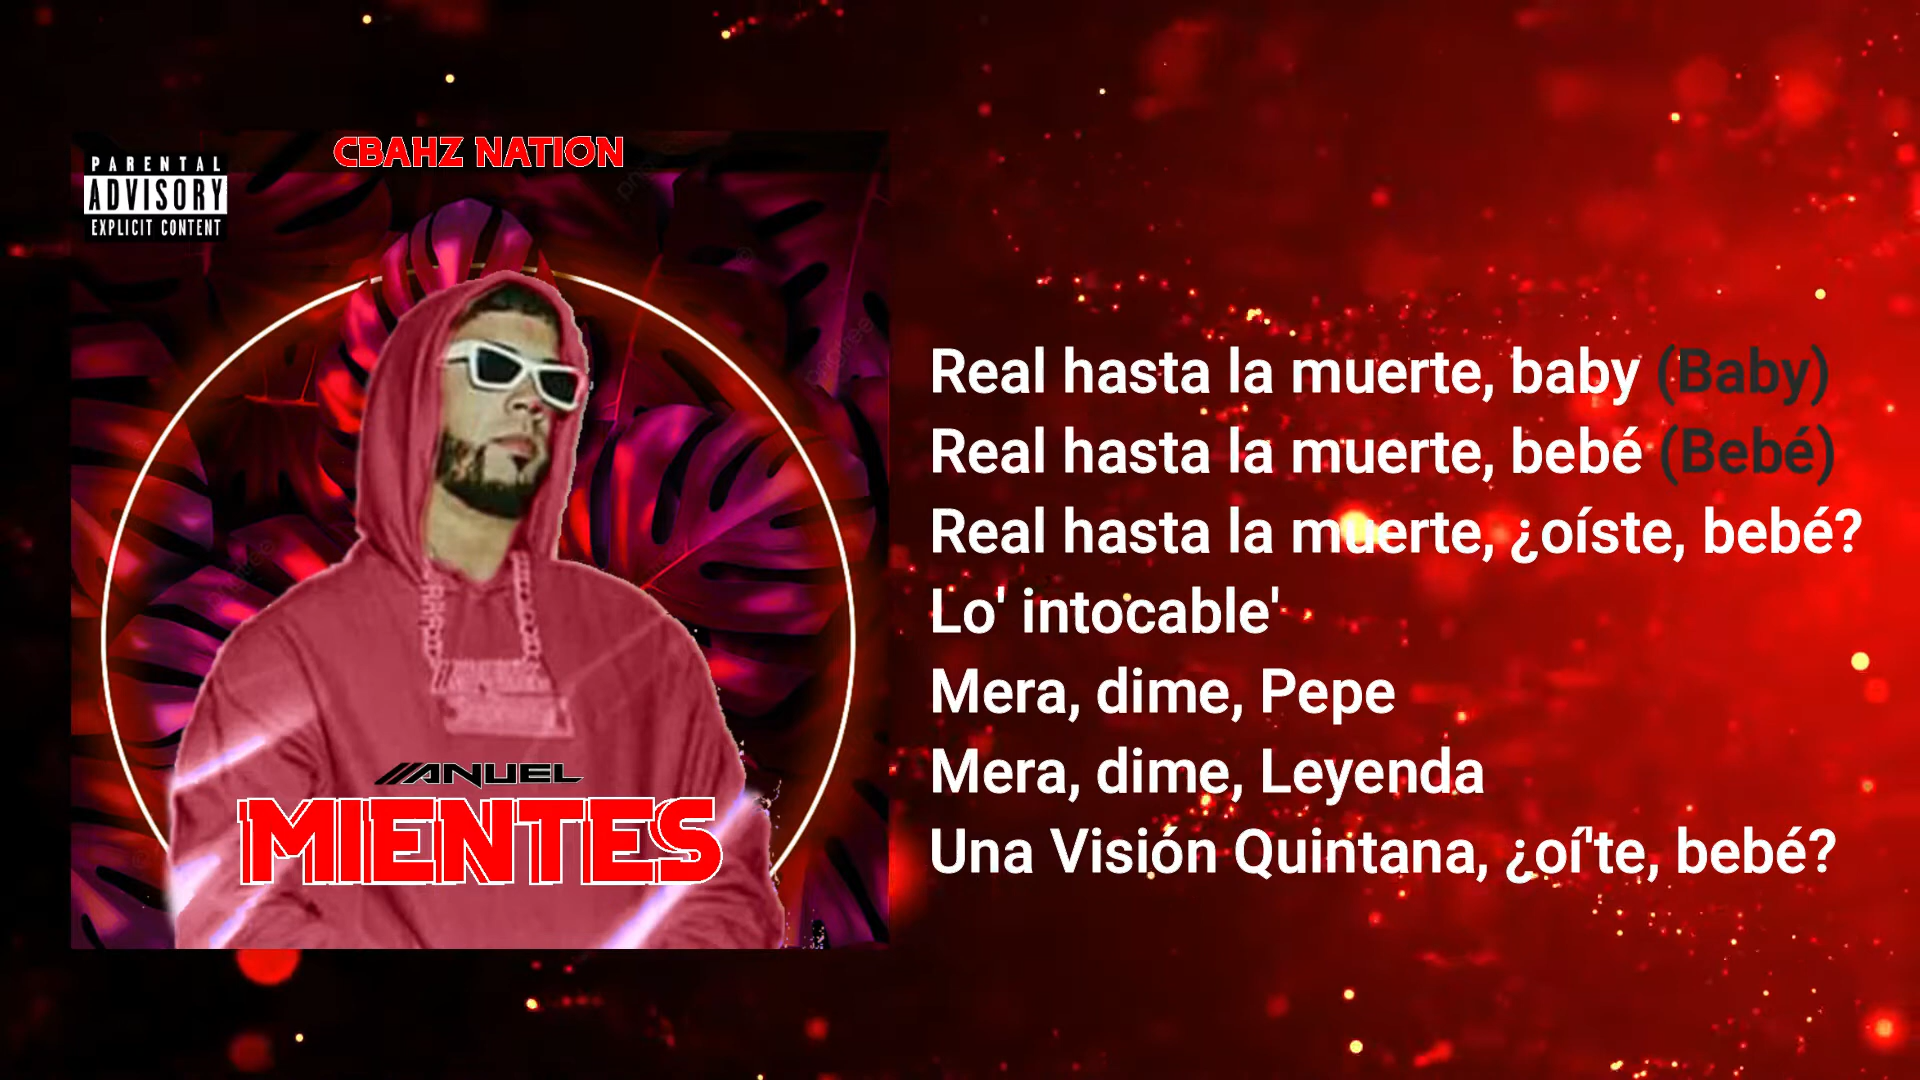 CBAHZ NATION
PARENTAL
ADVISORY
EXPLICIT CONTENT
ANUEL
MIENTES
Real hasta la muerte, baby (Baby)
Real hasta la muerte, bebé (Bebé)
Real hasta la muerte, ¿oíste, bebé?
Lo' intocable'
Mera, dime, Pepe
Mera, dime, Leyenda
Una Visión Quintana, ¿oí'te, bebé?